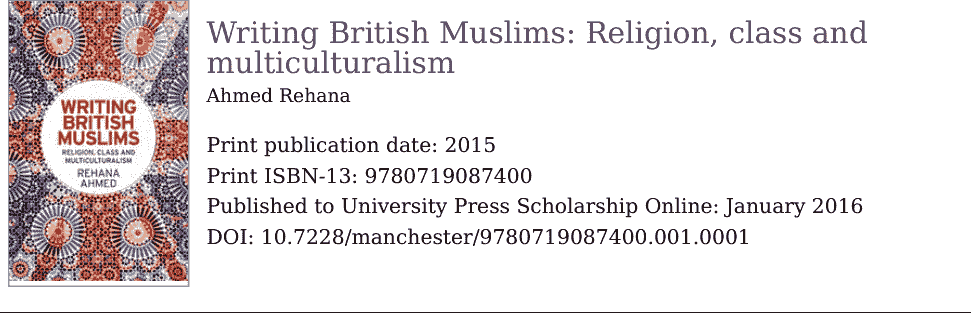 WRITING
BRITISH
MUSLIMS
RELIGION, CLASS AND
MULTICULTURALISM
REHANA
AHMED
Writing British Muslims: Religion, class and
multiculturalism
Ahmed Rehana
Print publication date: 2015
Print ISBN-13: 9780719087400
Published to University Press Scholarship Online: January 2016
DOI: 10.7228/manchester/9780719087400.001.0001